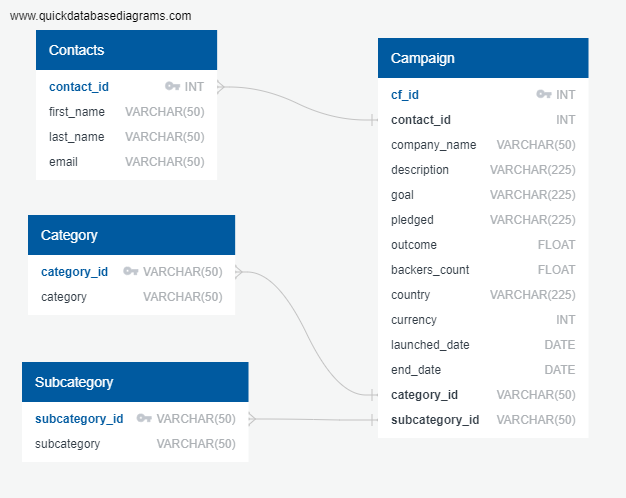 www.quickdatabasediagrams.com
Contacts
contact_id INT
first_name VARCHAR(50)
last_name VARCHAR(50)
email VARCHAR(50)
Category
category_id VARCHAR(50)
category VARCHAR(50)
Subcategory
subcategory_id VARCHAR(50)
subcategory VARCHAR(50)
Campaign
cf_id INT
contact_id INT
company_name VARCHAR(50)
description VARCHAR(225)
goal VARCHAR(225)
pledged VARCHAR(225)
outcome FLOAT
backers_count FLOAT
country VARCHAR(225)
currency INT
launched_date DATE
end_date DATE
category_id VARCHAR(50)
subcategory_id VARCHAR(50)